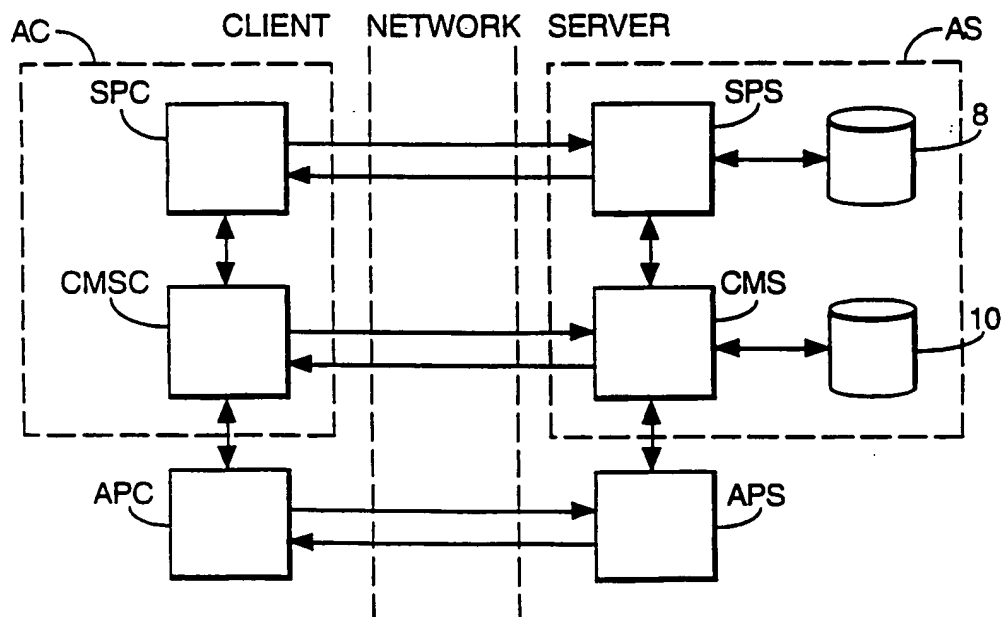 AC CLIENT NETWORK SERVER AS
SPC SPS 8
CMSC CMS 10
APC APS